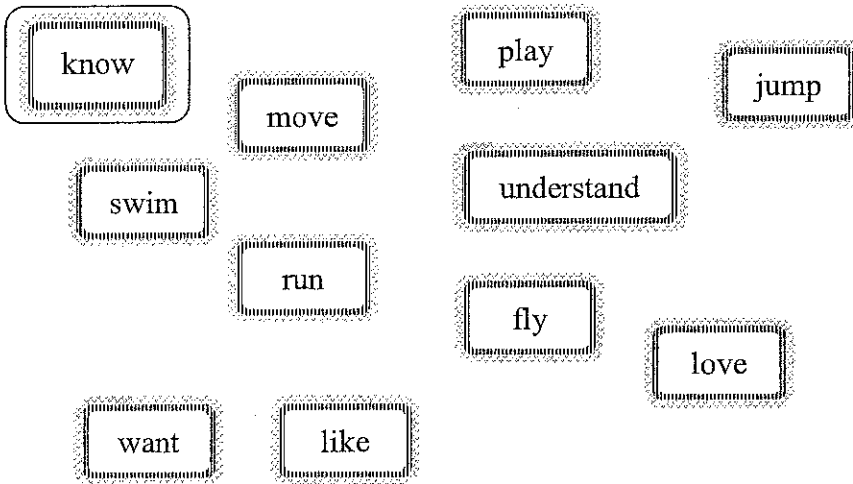 know
play
jump
move
understand
swim
run
fly
love
want
like